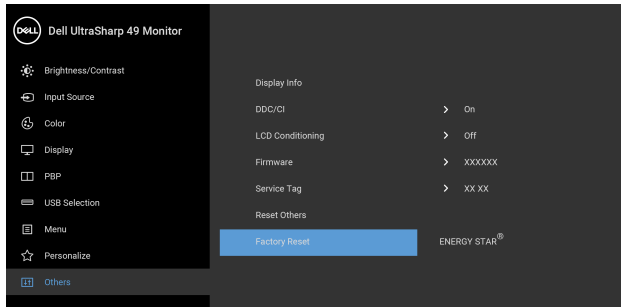 DELL Dell UltraSharp 49 Monitor
Brightness/Contrast
Input Source
Color
Display
PBP
USB Selection
Menu
Personalize
Others
Display Info
DDC/CI > On
LCD Conditioning > Off
Firmware > XXXXXX
Service Tag > XX XX
Reset Others
Factory Reset ENERGY STAR®